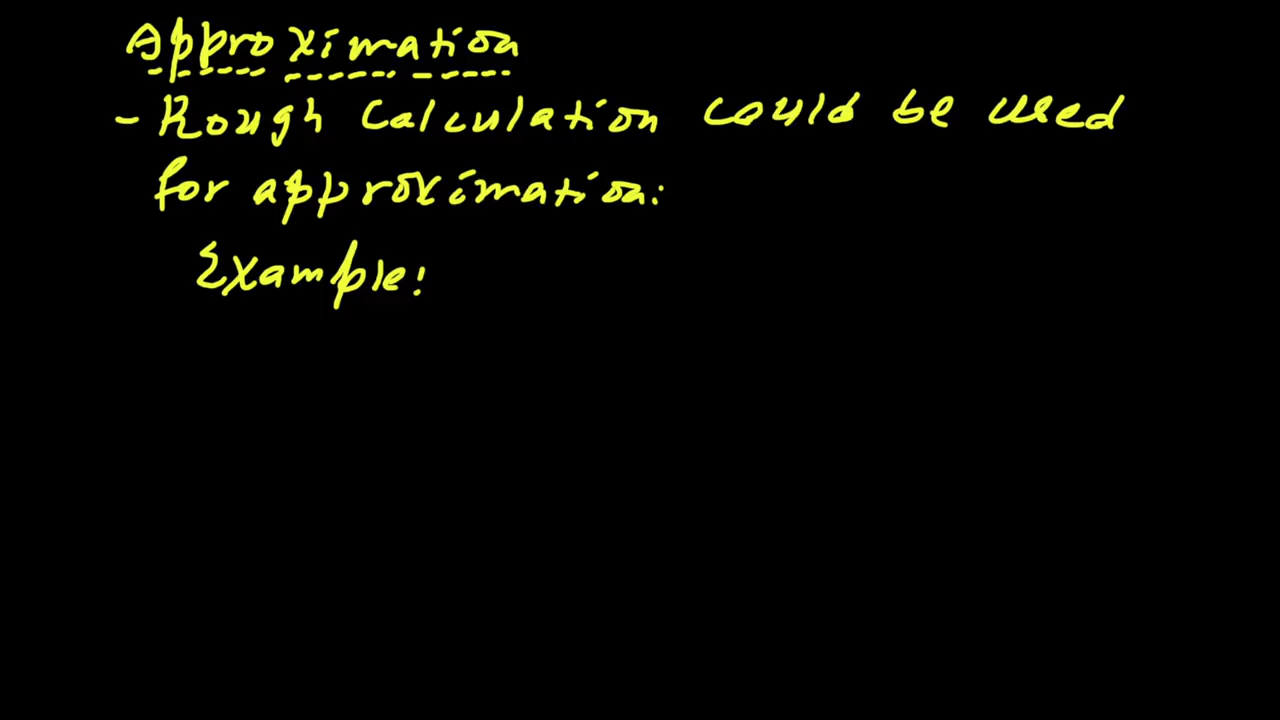 Approximation
- Rough Calculation could be used
for approximation:
Example: